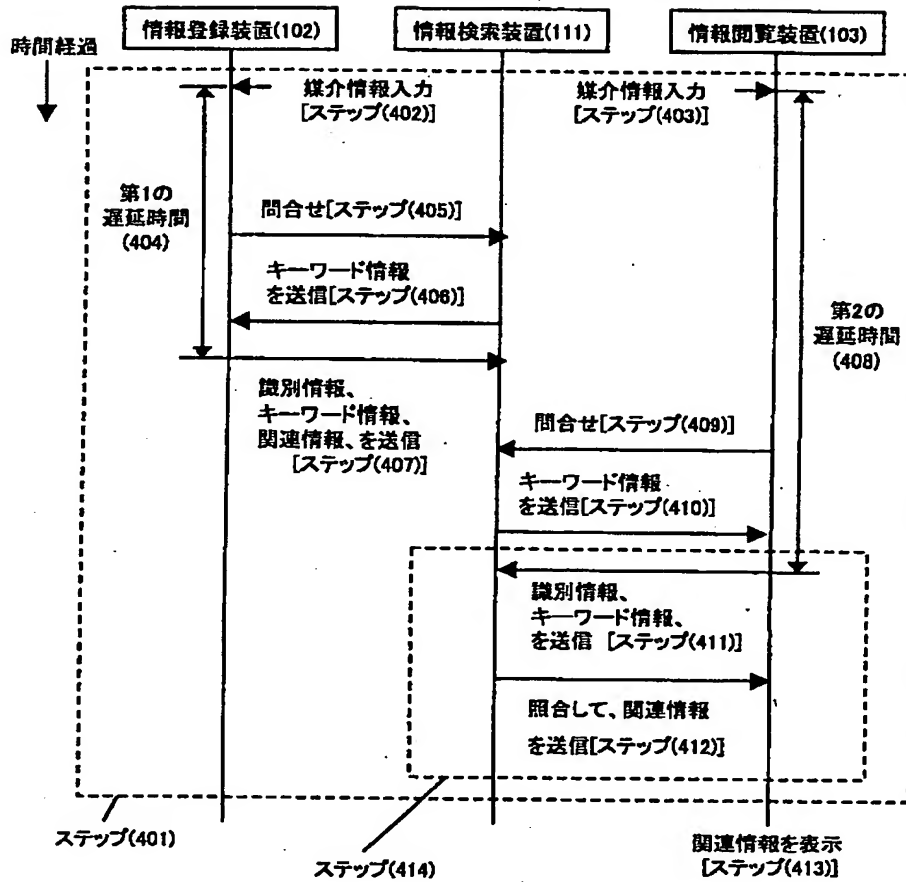 時間経過
情報登録装置(102)
情報検索装置(111)
情報閲覧装置(103)
媒介情報入力
[ステップ(402)]
媒介情報入力
[ステップ(403)]
第1の
遅延時間
(404)
問合せ[ステップ(405)]
キーワード情報
を送信[ステップ(406)]
第2の
遅延時間
(408)
識別情報、
キーワード情報、
関連情報、を送信
[ステップ(407)]
問合せ[ステップ(409)]
キーワード情報
を送信[ステップ(410)]
識別情報、
キーワード情報、
を送信 [ステップ(411)]
照合して、関連情報
を送信[ステップ(412)]
ステップ(401)
ステップ(414)
関連情報を表示
[ステップ(413)]